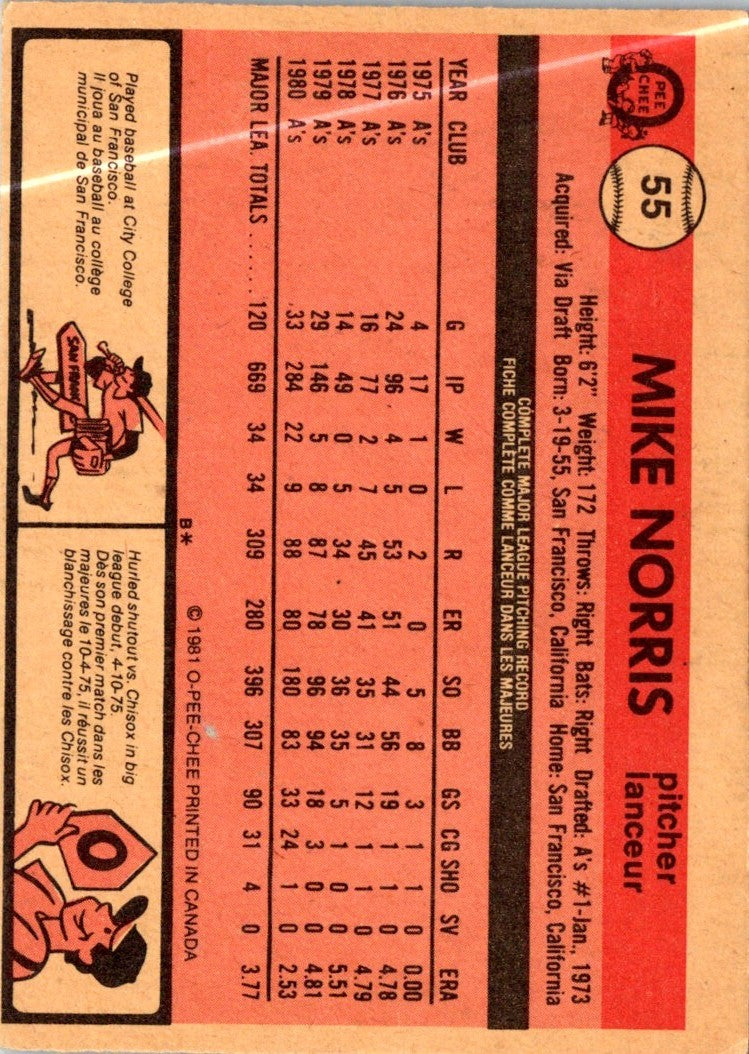 O
PEE
CHEE
55
MIKE NORRIS
pitcher
lanceur
Height: 6'2" Weight: 172 Throws: Right Bats: Right Drafted: A's #1-Jan., 1973
Acquired: Via Draft Born: 3-19-55, San Francisco, California Home: San Francisco, California
COMPLETE MAJOR LEAGUE PITCHING RECORD
FICHE COMPLÈTE COMME LANCEUR DANS LES MAJEURES
YEAR CLUB G IP W L R ER SO BB GS CG SHO SV ERA
1975 A's 4 17 1 0 2 0 5 8 3 1 1 0 0.00
1976 A's 24 96 4 5 53 51 44 56 19 1 1 0 4.78
1977 A's 16 77 2 7 45 41 35 31 12 1 1 0 4.79
1978 A's 14 49 0 5 34 30 36 35 5 1 0 0 5.51
1979 A's 29 146 5 8 87 78 96 94 18 3 0 0 4.81
1980 A's 33 284 22 9 88 80 180 83 33 24 1 0 2.53
MAJOR LEA. TOTALS ...... 120 669 34 34 309 280 396 307 90 31 4 0 3.77
B* © 1981 O-PEE-CHEE PRINTED IN CANADA
Played baseball at City College
of San Francisco.
Il joua au baseball au collège
municipal de San Francisco.
SAN FRAN
Hurled shutout vs. Chisox in big
league debut, 4-10-75.
Dès son premier match dans les
majeures le 10-4-75, il réussit un
blanchissage contre les Chisox.
O